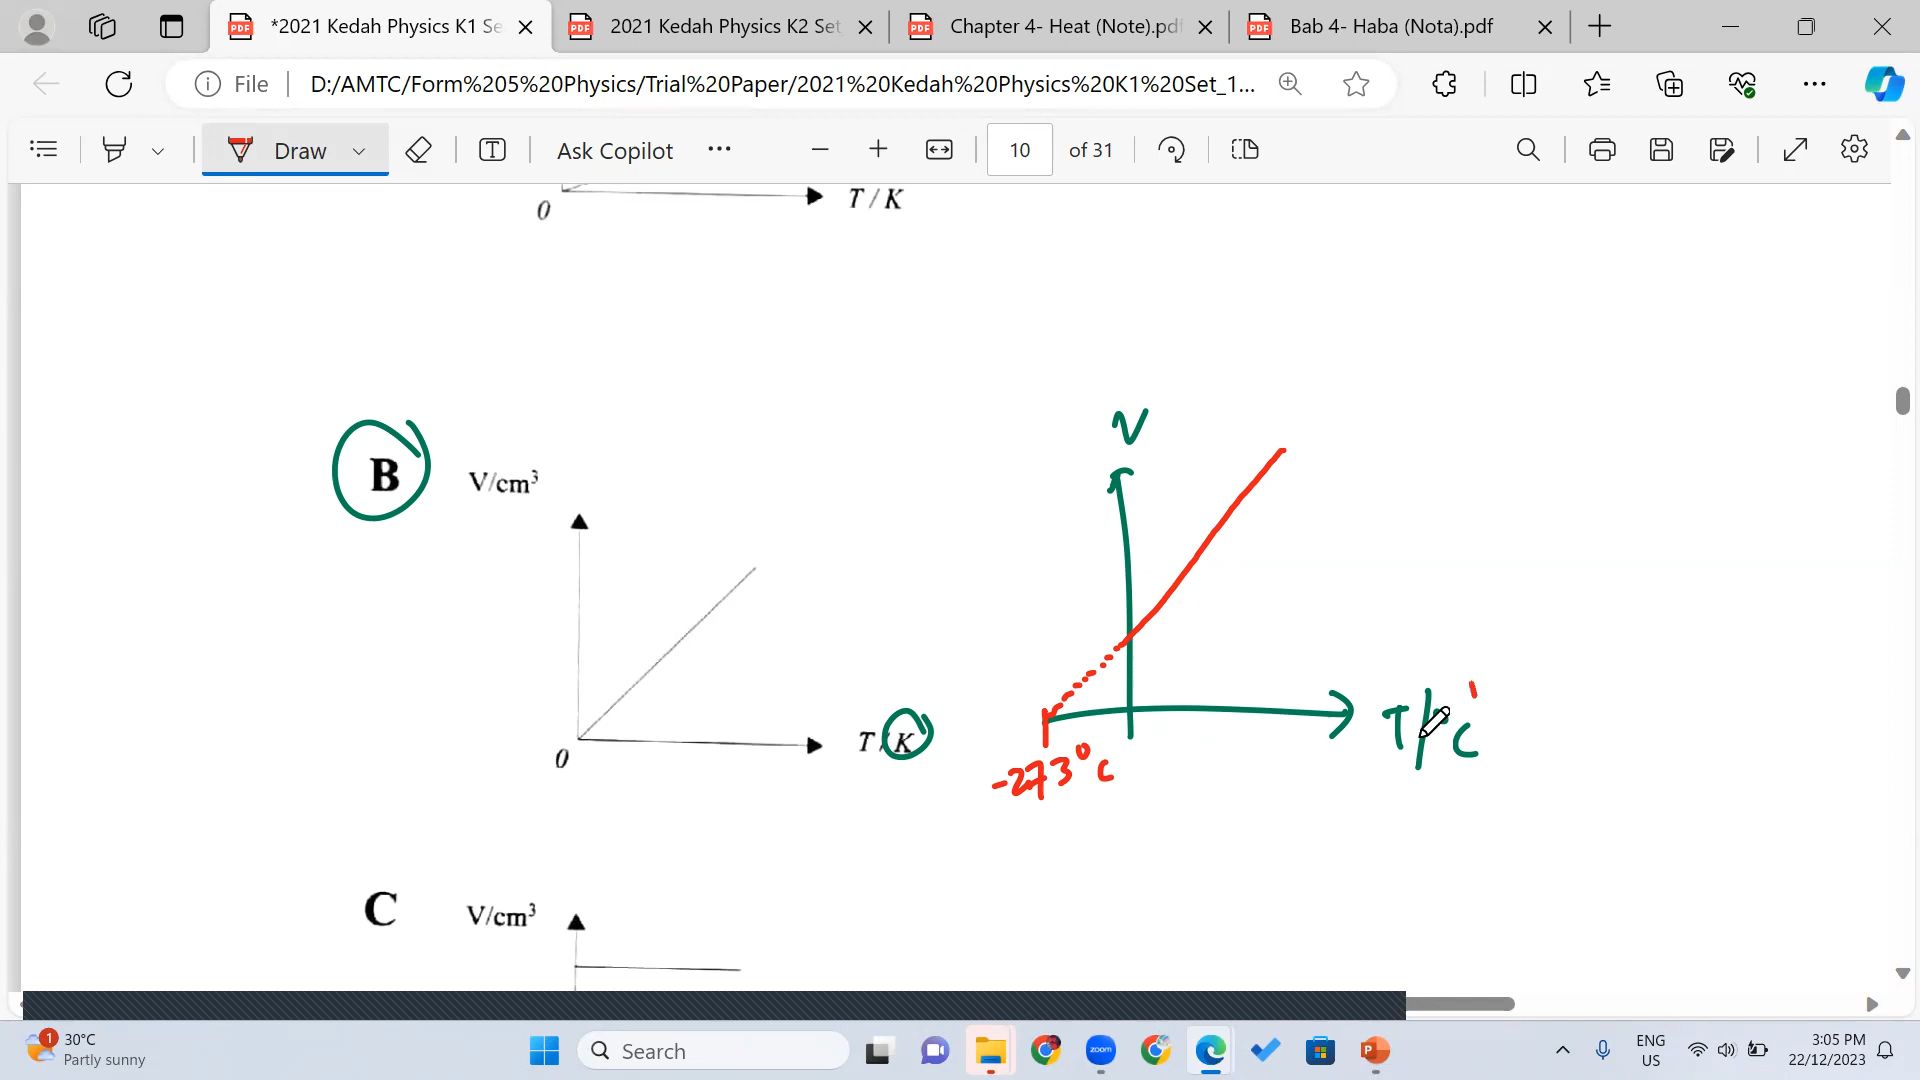 *2021 Kedah Physics K1 Se
2021 Kedah Physics K2 Set
Chapter 4- Heat (Note).pdf
Bab 4- Haba (Nota).pdf
File
D:/AMTC/Form%205%20Physics/Trial%20Paper/2021%20Kedah%20Physics%20K1%20Set_1...
Draw
T
Ask Copilot
10 of 31
0
T / K
B
V/cm³
0
T / K
V
T/°C
-273°C
C
V/cm³
1
30°C
Partly sunny
Search
zoom
ENG
US
3:05 PM
22/12/2023